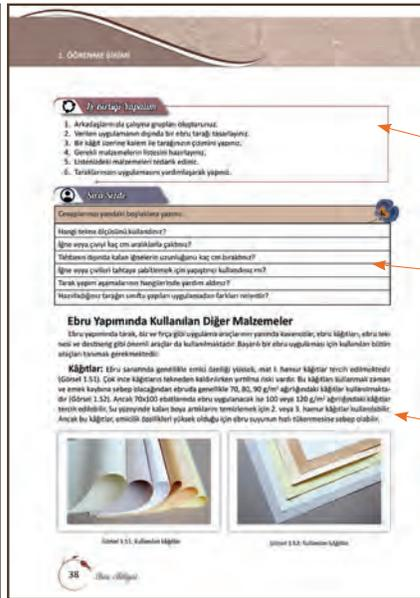 1. ÖĞRENME BİRİMİ
İş Birliği Yapalım
1. Arkadaşlarınızla çalışma grupları oluşturunuz.
2. Verilen uygulamanın dışında bir ebru tarağı tasarlayınız.
3. Bir kâğıt üzerine kalem ile tarağınızın çizimini yapınız.
4. Gerekli malzemelerin listesini hazırlayınız.
5. Listenizdeki malzemeleri tedarik ediniz.
6. Taraklarınızın uygulamasını yardımlaşarak yapınız.
Sıra Sizde
Cevaplarınızı yandaki boşluklara yazınız.
Hangi tekne ölçüsünü kullandınız?
İğne veya çiviyi kaç cm aralıklarla çaktınız?
Tahtanın dışında kalan iğnelerin uzunluğunu kaç cm bıraktınız?
İğne veya çivileri tahtaya sabitlemek için yapıştırıcı kullandınız mı?
Tarak yapım aşamalarının hangilerinde yardım aldınız?
Hazırladığınız tarağın sınıfta yapılan uygulamadan farkları nelerdir?
Ebru Yapımında Kullanılan Diğer Malzemeler
Ebru yapımında tarak, biz ve fırça gibi uygulama araçlarının yanında kavanozlar, ebru kâğıtları, ebru tek-
nesi ve desteng gibi önemli araçlar da kullanılmaktadır. Başarılı bir ebru uygulaması için kullanılan bütün
araçları tanımak gerekmektedir.
Kâğıtlar: Ebru sanatında genellikle emici özelliği yüksek, mat I. hamur kâğıtlar tercih edilmektedir
(Görsel 1.51). Çok ince kâğıtların tekneden kaldırılırken yırtılma riski vardır. Bu kâğıtları kullanmak zaman
ve emek kaybına sebep olacağından ebruda genellikle 70, 80, 90 g/m² ağırlığındaki kâğıtlar kullanılmakta-
dır (Görsel 1.52). Ancak 70x100 ebatlarında ebru uygulanacak ise 100 veya 120 g/m² ağırlığındaki kâğıtlar
tercih edilebilir. Su yüzeyinde kalan boya artıklarını temizlemek için 2. veya 3. hamur kâğıtlar kullanılabilir.
Ancak bu kâğıtlar, emicilik özellikleri yüksek olduğu için ebru suyunun hızlı tükenmesine sebep olabilir.
Görsel 1.51: Kullanılan kâğıtlar
Görsel 1.52: Kullanılan kâğıtlar
38
Ebru Atölyesi